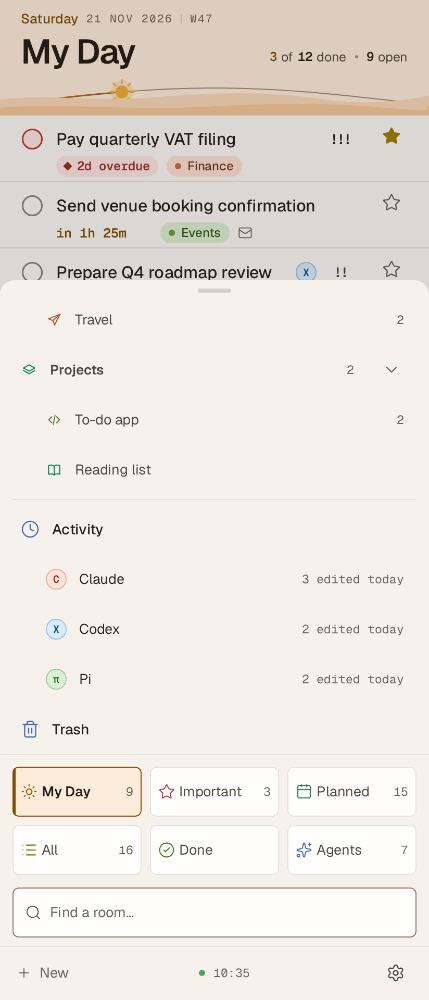 Saturday 21 NOV 2026 | W47
My Day
3 of 12 done • 9 open
Pay quarterly VAT filing !!!
2d overdue Finance
Send venue booking confirmation
in 1h 25m Events
Prepare Q4 roadmap review X !!
Travel 2
Projects 2
To-do app 2
Reading list
Activity
C Claude 3 edited today
X Codex 2 edited today
π Pi 2 edited today
Trash
My Day 9 Important 3 Planned 15
All 16 Done Agents 7
Find a room…
+ New 10:35